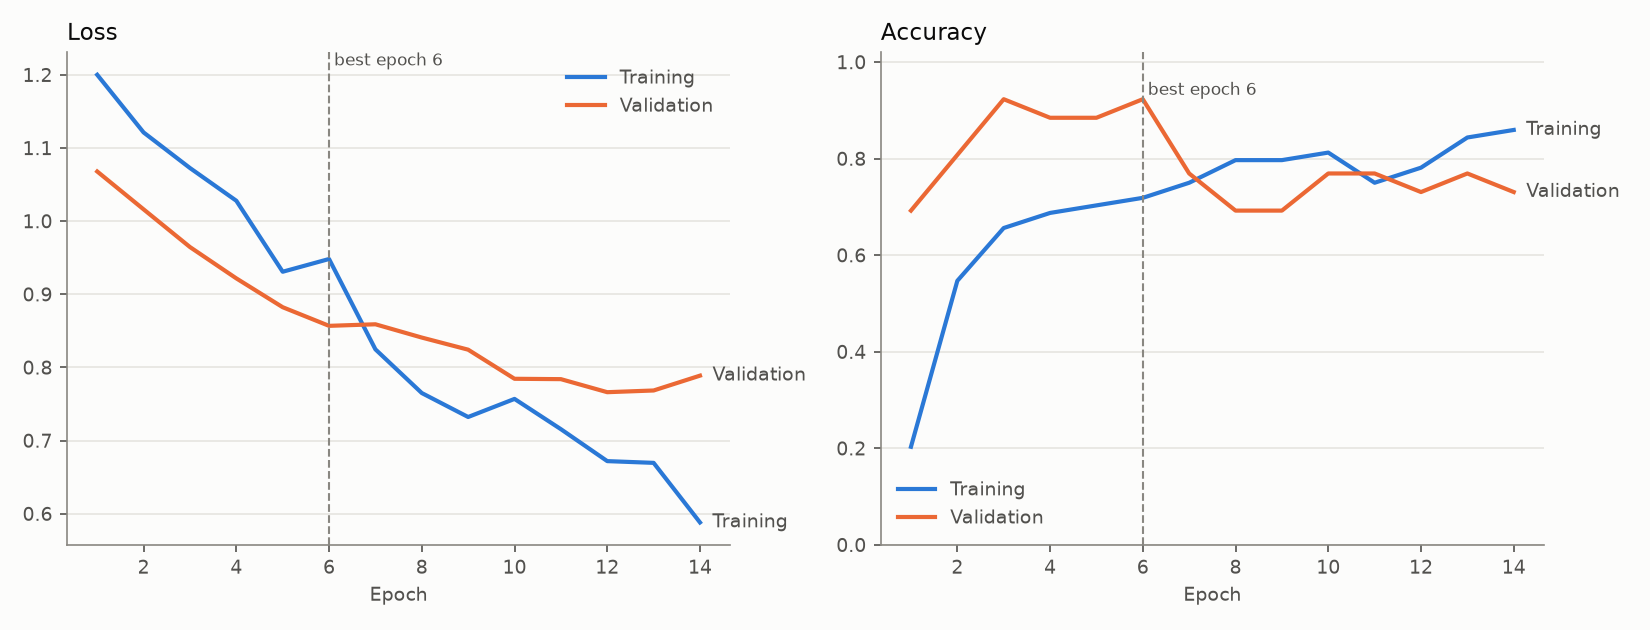 Loss
best epoch 6
Training
Validation
1.2
1.1
1.0
0.9
0.8
0.7
0.6
Validation
Training
2 4 6 8 10 12 14
Epoch
Accuracy
best epoch 6
1.0
0.8
0.6
0.4
0.2
0.0
Training
Validation
Training
Validation
2 4 6 8 10 12 14
Epoch